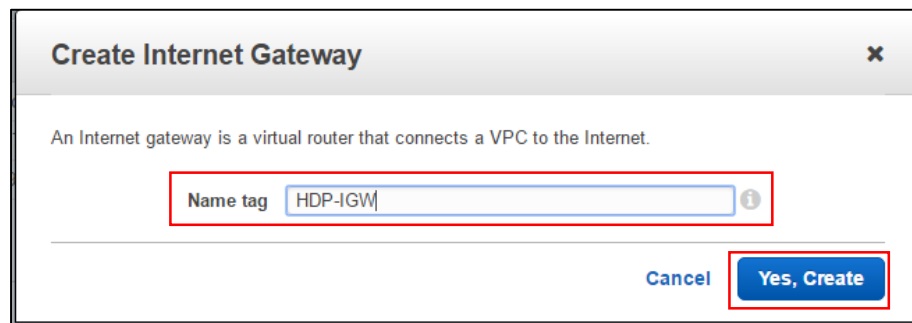 Create Internet Gateway
An Internet gateway is a virtual router that connects a VPC to the Internet.
Name tag HDP-IGW
Cancel Yes, Create